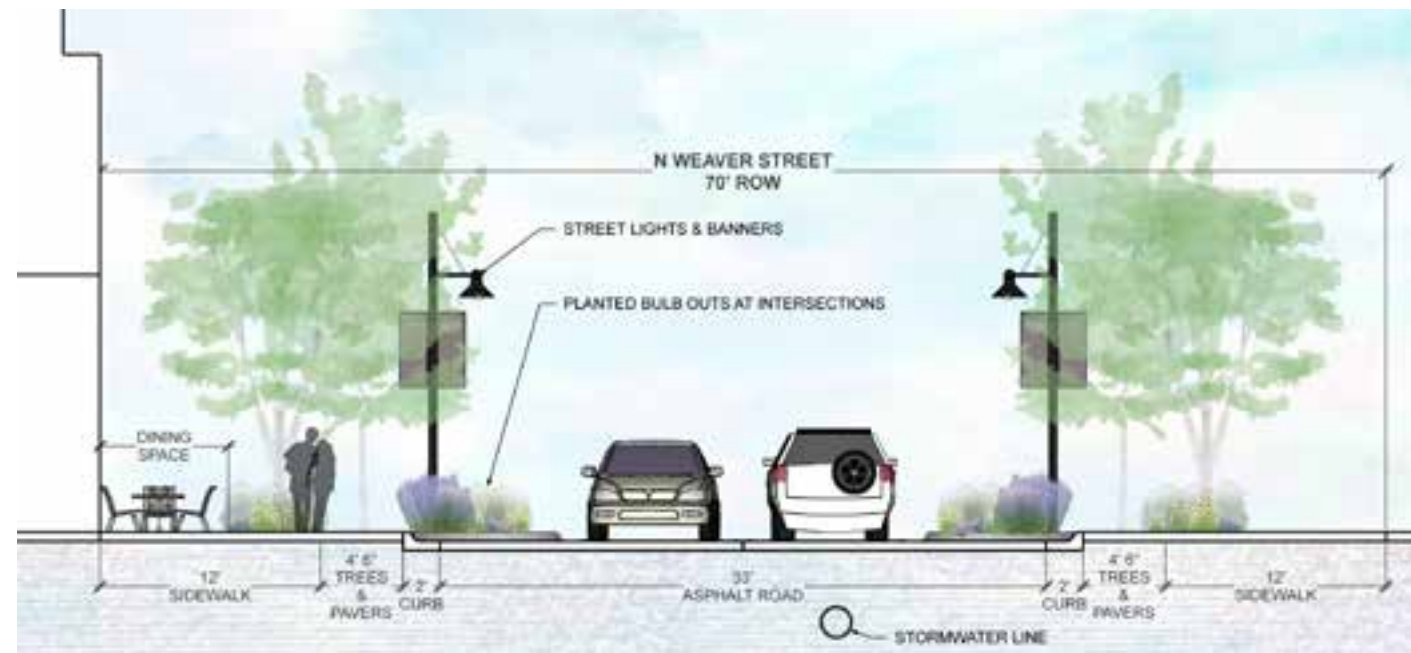 N WEAVER STREET
70' ROW
STREET LIGHTS & BANNERS
PLANTED BULB OUTS AT INTERSECTIONS
DINING
SPACE
12'
SIDEWALK
4' 6"
TREES
&
PAVERS
2'
CURB
33'
ASPHALT ROAD
2'
CURB
4' 6"
TREES
&
PAVERS
12'
SIDEWALK
STORMWATER LINE